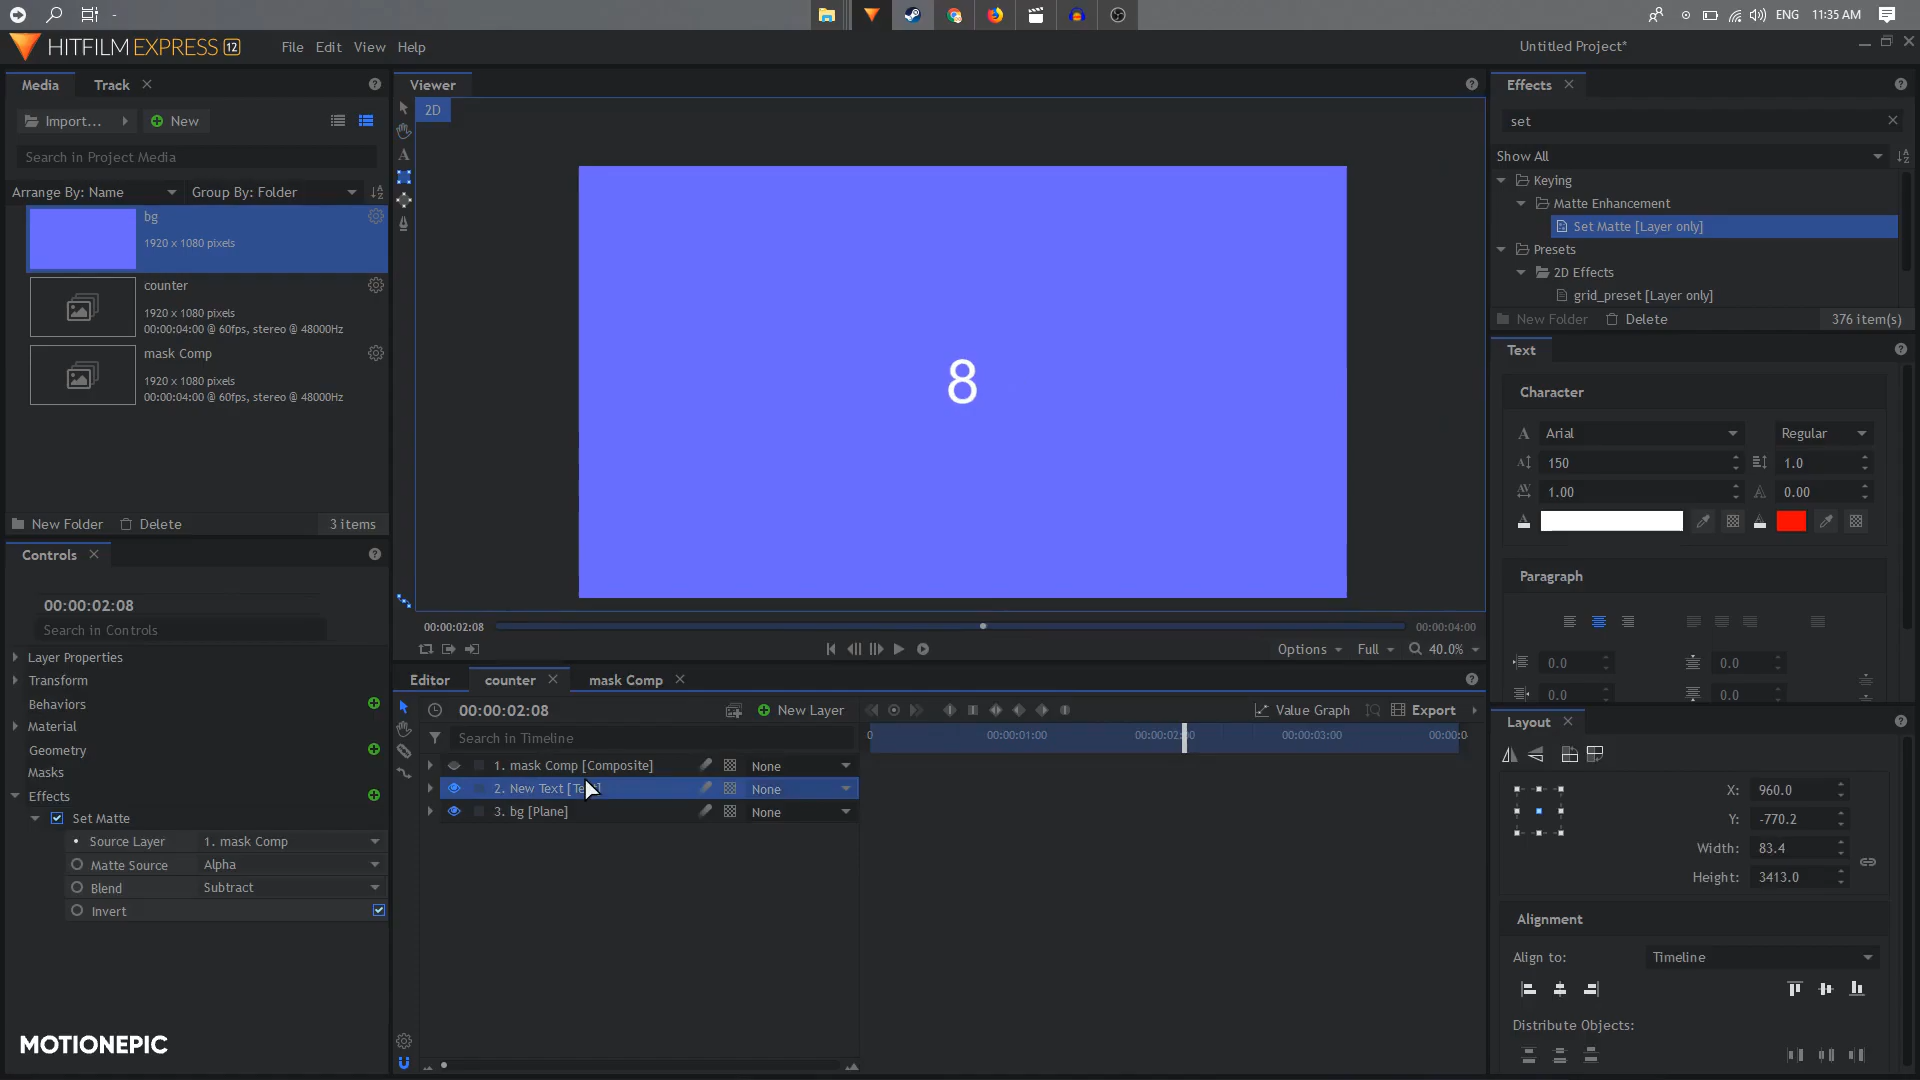 ENG
11:35 AM
HITFILM EXPRESS 12
File
Edit
View
Help
Untitled Project*
Media
Track
Import...
New
Search in Project Media
Arrange By: Name
Group By: Folder
bg
1920 x 1080 pixels
counter
1920 x 1080 pixels
00:00:04:00 @ 60fps, stereo @ 48000Hz
mask Comp
1920 x 1080 pixels
00:00:04:00 @ 60fps, stereo @ 48000Hz
New Folder
Delete
3 items
Viewer
2D
8
00:00:02:08
00:00:04:00
Options
Full
40.0%
Effects
set
Show All
Keying
Matte Enhancement
Set Matte [Layer only]
Presets
2D Effects
grid_preset [Layer only]
New Folder
Delete
376 item(s)
Text
Character
Arial
Regular
150
1.0
1.00
0.00
Paragraph
0.0
0.0
0.0
0.0
Controls
00:00:02:08
Search in Controls
Layer Properties
Transform
Behaviors
Material
Geometry
Masks
Effects
Set Matte
Source Layer
1. mask Comp
Matte Source
Alpha
Blend
Subtract
Invert
MOTIONEPIC
Editor
counter
mask Comp
00:00:02:08
New Layer
Value Graph
Export
Search in Timeline
0
00:00:01:00
00:00:03:00
1. mask Comp [Composite]
None
2. New Text
None
3. bg [Plane]
None
Layout
X:
960.0
Y:
-770.2
Width:
83.4
Height:
3413.0
Alignment
Align to:
Timeline
Distribute Objects: